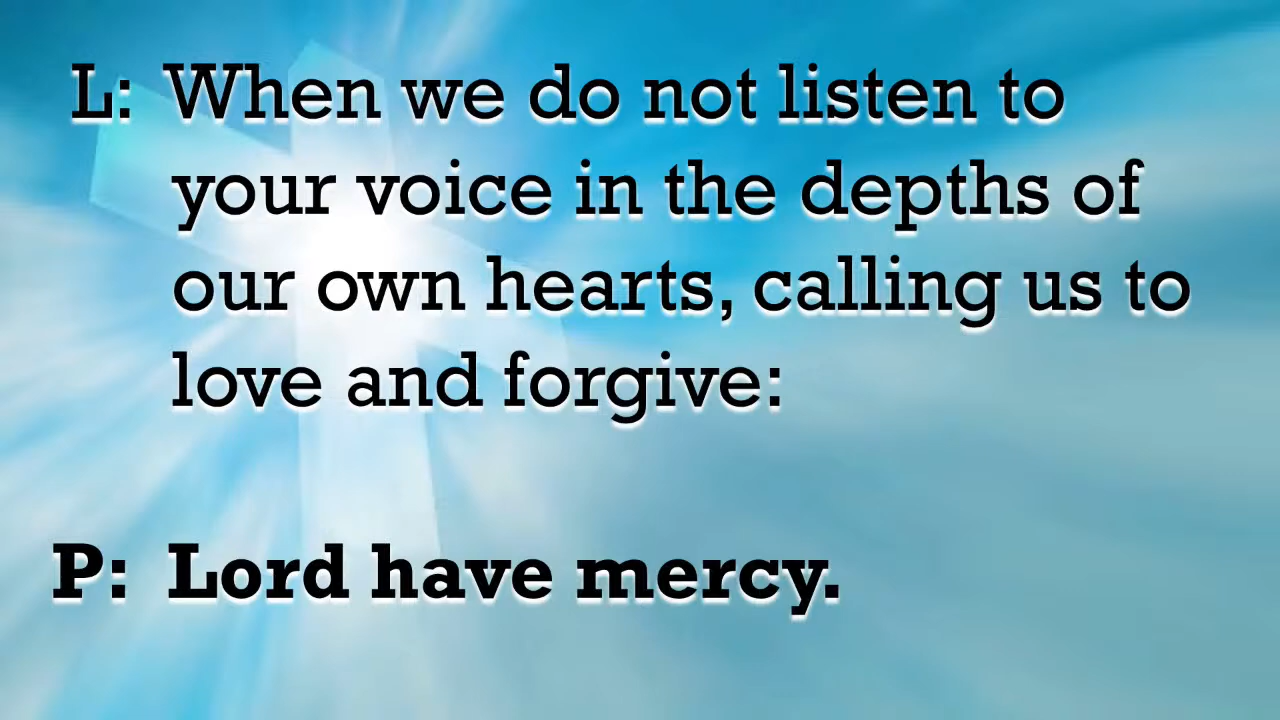 L: When we do not listen to
your voice in the depths of
our own hearts, calling us to
love and forgive:
P: Lord have mercy.